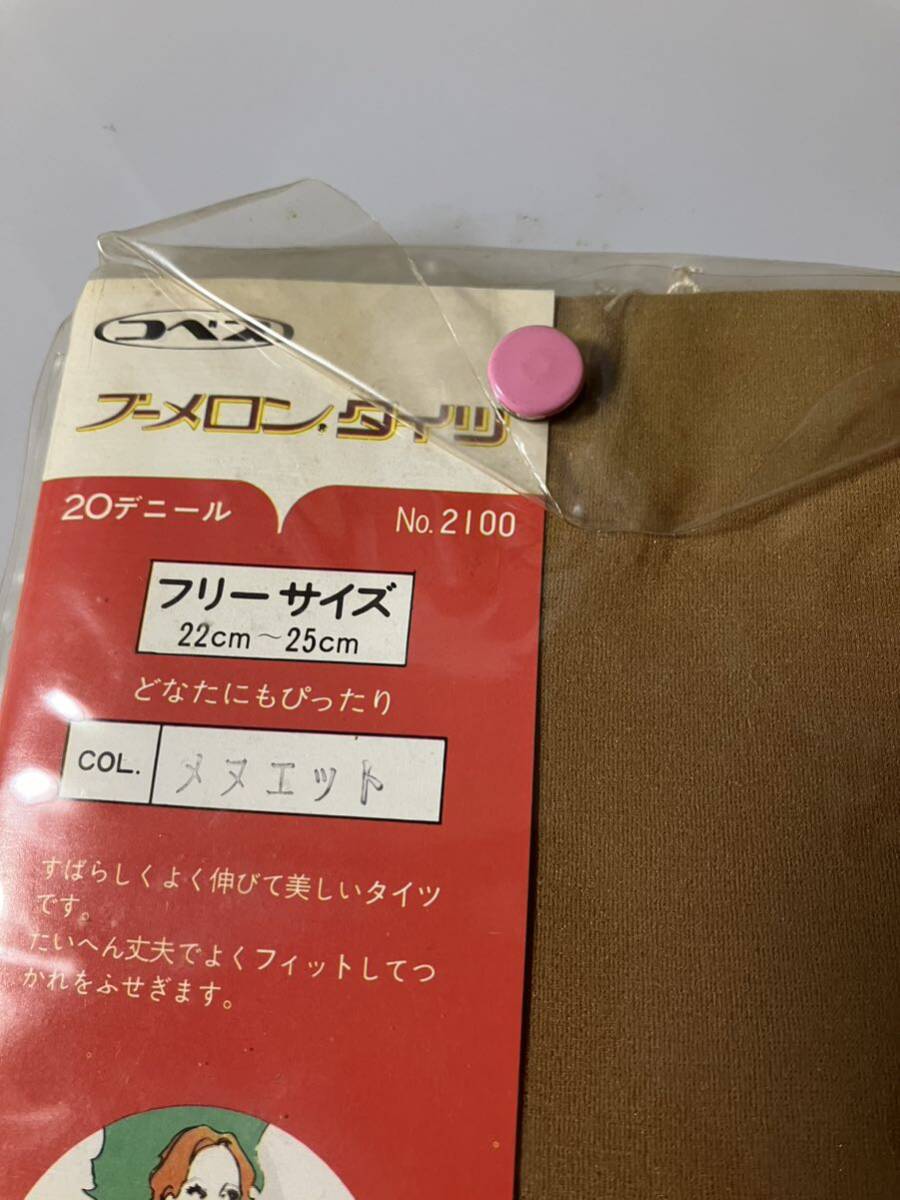 コベス
ブーメロン®タイツ
20デニール
No.2100
フリーサイズ
22cm～25cm
どなたにもぴったり
COL. メヌエット
すばらしくよく伸びて美しいタイツ
です。
たいへん丈夫でよくフィットしてつ
かれをふせぎます。